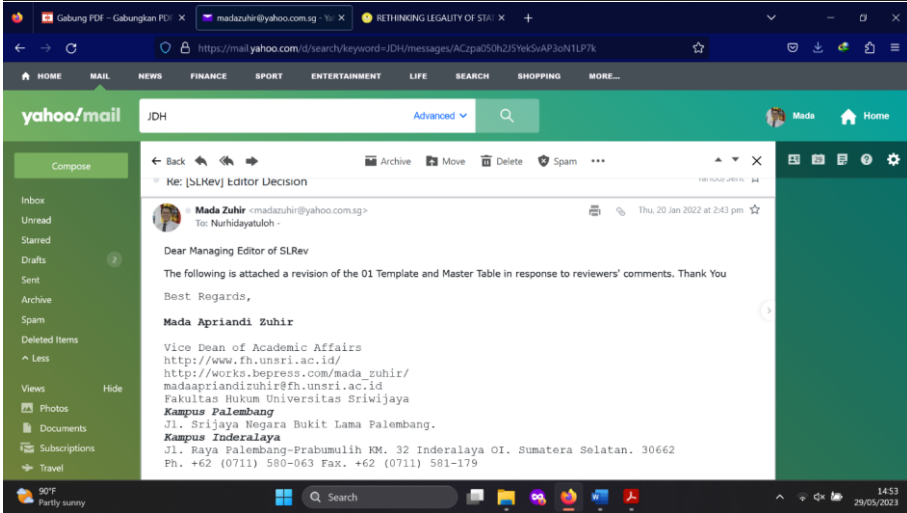 Gabung PDF – Gabungkan PDF
madazuhir@yahoo.com.sg - Ya
RETHINKING LEGALITY OF STAT
https://mail.yahoo.com/d/search/keyword=JDH/messages/ACzpa0S0h2J5YekSvAP3oN1LP7k
HOME MAIL NEWS FINANCE SPORT ENTERTAINMENT LIFE SEARCH SHOPPING MORE...
yahoo!mail
JDH
Advanced
Mada
Home
Compose
Back
Archive
Move
Delete
Spam
Re: [SLRev] Editor Decision
Yahoo/Sent
Inbox
Unread
Starred
Drafts 2
Sent
Archive
Spam
Deleted Items
Less
Views Hide
Photos
Documents
Subscriptions
Travel
Mada Zuhir <madazuhir@yahoo.com.sg>
Thu, 20 Jan 2022 at 2:43 pm
To: Nurhidayatuloh -
Dear Managing Editor of SLRev
The following is attached a revision of the 01 Template and Master Table in response to reviewers' comments. Thank You
Best Regards,
Mada Apriandi Zuhir
Vice Dean of Academic Affairs
http://www.fh.unsri.ac.id/
http://works.bepress.com/mada_zuhir/
madaapriandizuhir@fh.unsri.ac.id
Fakultas Hukum Universitas Sriwijaya
Kampus Palembang
Jl. Srijaya Negara Bukit Lama Palembang.
Kampus Inderalaya
Jl. Raya Palembang-Prabumulih KM. 32 Inderalaya OI. Sumatera Selatan. 30662
Ph. +62 (0711) 580-063 Fax. +62 (0711) 581-179
90°F
Partly sunny
Search
14:53
29/05/2023